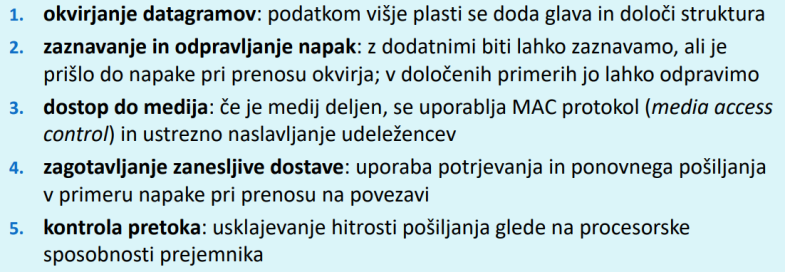 1. okvirjanje datagramov: podatkom višje plasti se doda glava in določi struktura
2. zaznavanje in odpravljanje napak: z dodatnimi biti lahko zaznavamo, ali je
prišlo do napake pri prenosu okvirja; v določenih primerih jo lahko odpravimo
3. dostop do medija: če je medij deljen, se uporablja MAC protokol (media access
control) in ustrezno naslavljanje udeležencev
4. zagotavljanje zanesljive dostave: uporaba potrjevanja in ponovnega pošiljanja
v primeru napake pri prenosu na povezavi
5. kontrola pretoka: usklajevanje hitrosti pošiljanja glede na procesorske
sposobnosti prejemnika